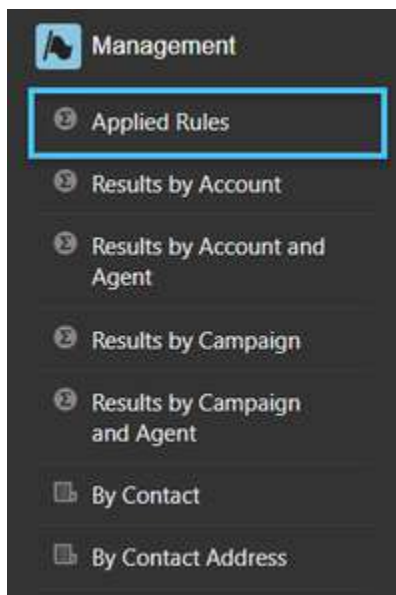 Management
Applied Rules
Results by Account
Results by Account and
Agent
Results by Campaign
Results by Campaign
and Agent
By Contact
By Contact Address